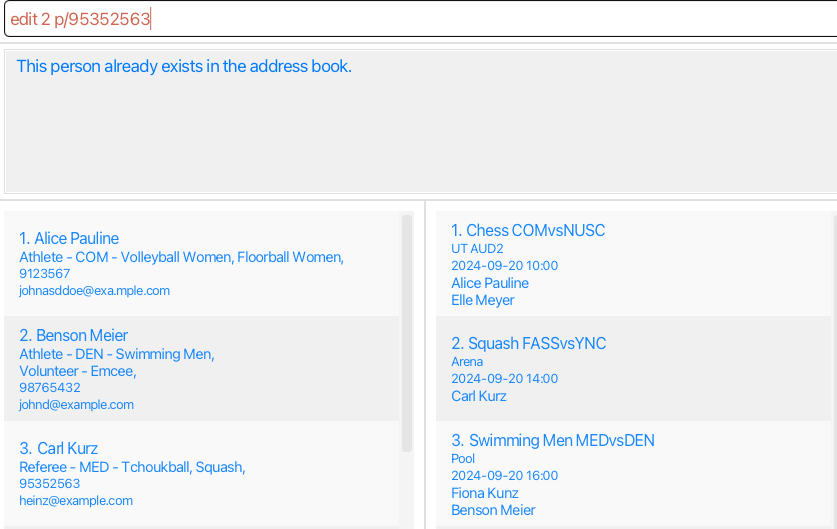 edit 2 p/95352563
This person already exists in the address book.
1. Alice Pauline
Athlete - COM - Volleyball Women, Floorball Women,
9123567
johnasddoe@exa.mple.com
2. Benson Meier
Athlete - DEN - Swimming Men,
Volunteer - Emcee,
98765432
johnd@example.com
3. Carl Kurz
Referee - MED - Tchoukball, Squash,
95352563
heinz@example.com
1. Chess COMvsNUSC
UT AUD2
2024-09-20 10:00
Alice Pauline
Elle Meyer
2. Squash FASSvsYNC
Arena
2024-09-20 14:00
Carl Kurz
3. Swimming Men MEDvsDEN
Pool
2024-09-20 16:00
Fiona Kunz
Benson Meier